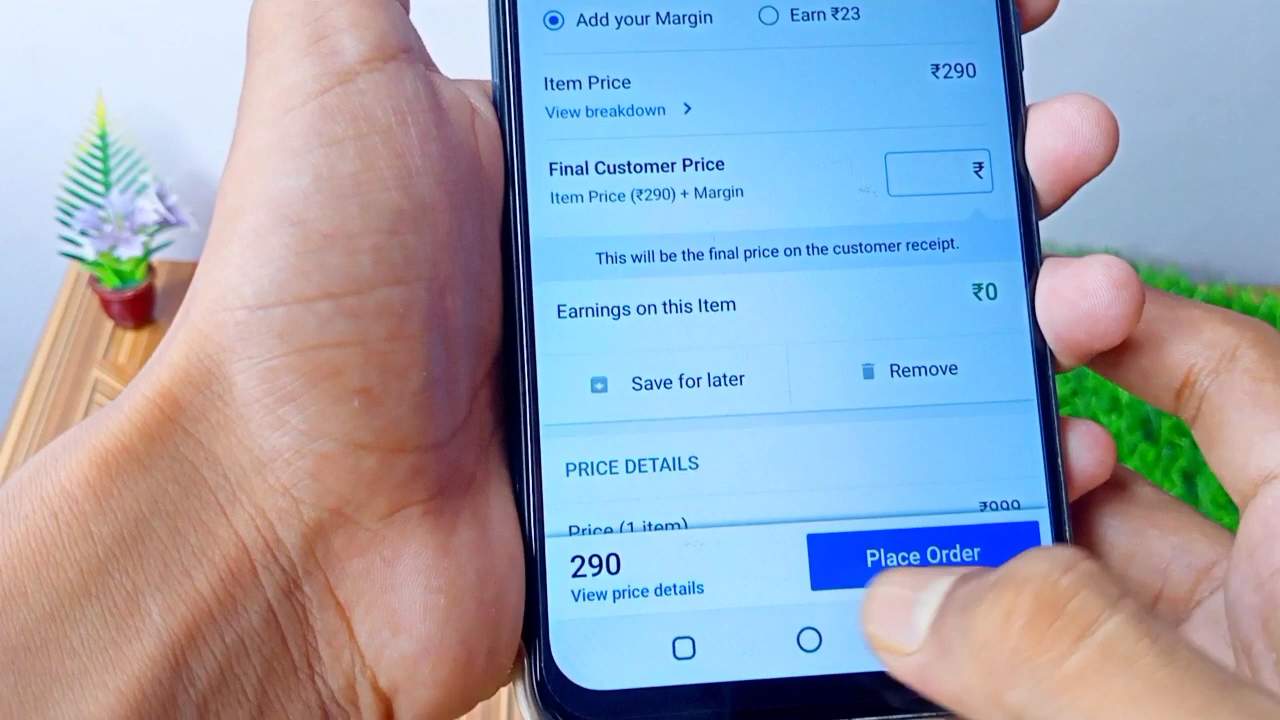 Add your Margin
Earn ₹23
Item Price
₹290
View breakdown
Final Customer Price
₹
Item Price (₹290) + Margin
This will be the final price on the customer receipt.
Earnings on this Item
₹0
Save for later
Remove
PRICE DETAILS
Price (1 item)
290
Place Order
View price details